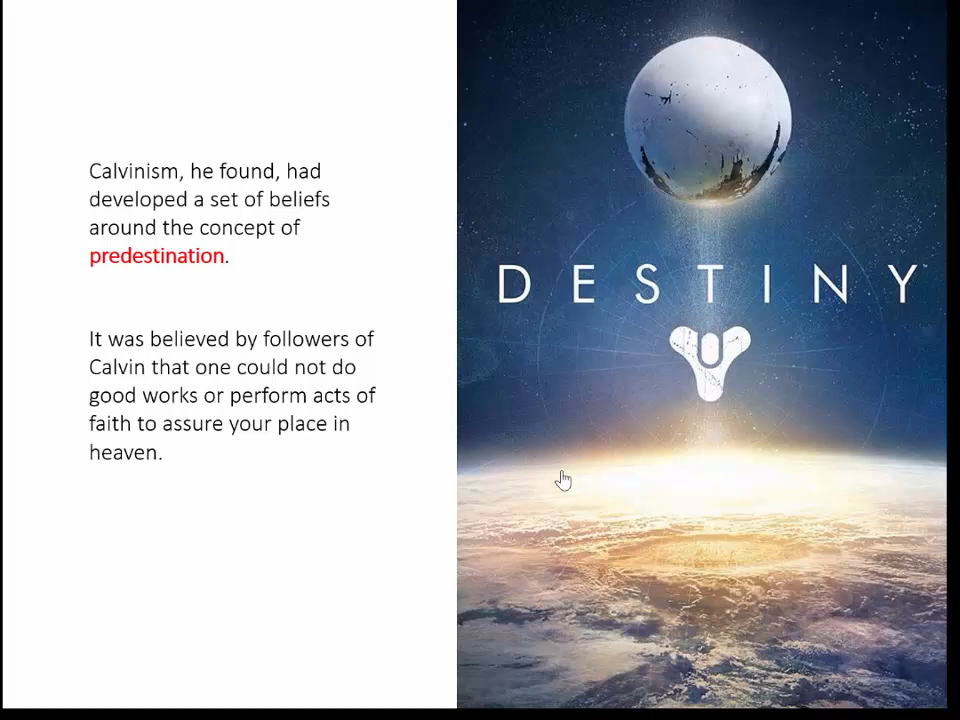 Calvinism, he found, had
developed a set of beliefs
around the concept of
predestination.
It was believed by followers of
Calvin that one could not do
good works or perform acts of
faith to assure your place in
heaven.
DESTINY™